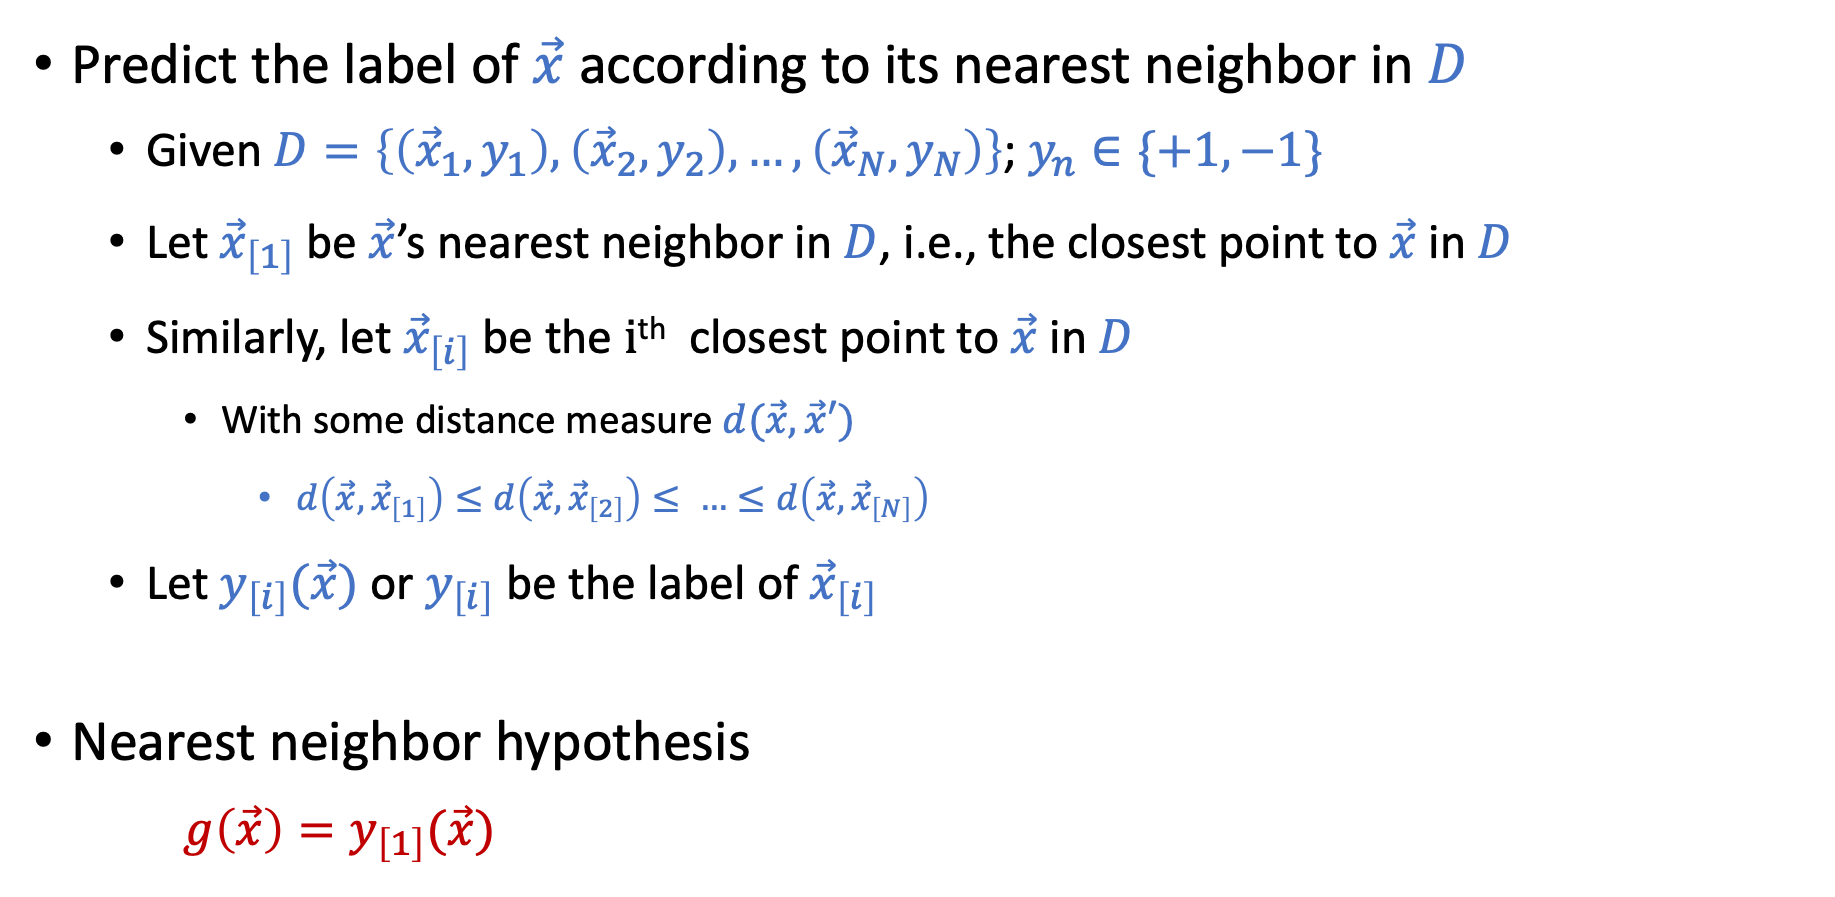 • Predict the label of x⃗ according to its nearest neighbor in D
• Given D = {(x⃗₁, y₁), (x⃗₂, y₂), … , (x⃗_N, y_N)}; yₙ ∈ {+1, −1}
• Let x⃗_[1] be x⃗'s nearest neighbor in D, i.e., the closest point to x⃗ in D
• Similarly, let x⃗_[i] be the iᵗʰ closest point to x⃗ in D
• With some distance measure d(x⃗, x⃗′)
• d(x⃗, x⃗_[1]) ≤ d(x⃗, x⃗_[2]) ≤ … ≤ d(x⃗, x⃗_[N])
• Let y_[i](x⃗) or y_[i] be the label of x⃗_[i]
• Nearest neighbor hypothesis
g(x⃗) = y_[1](x⃗)